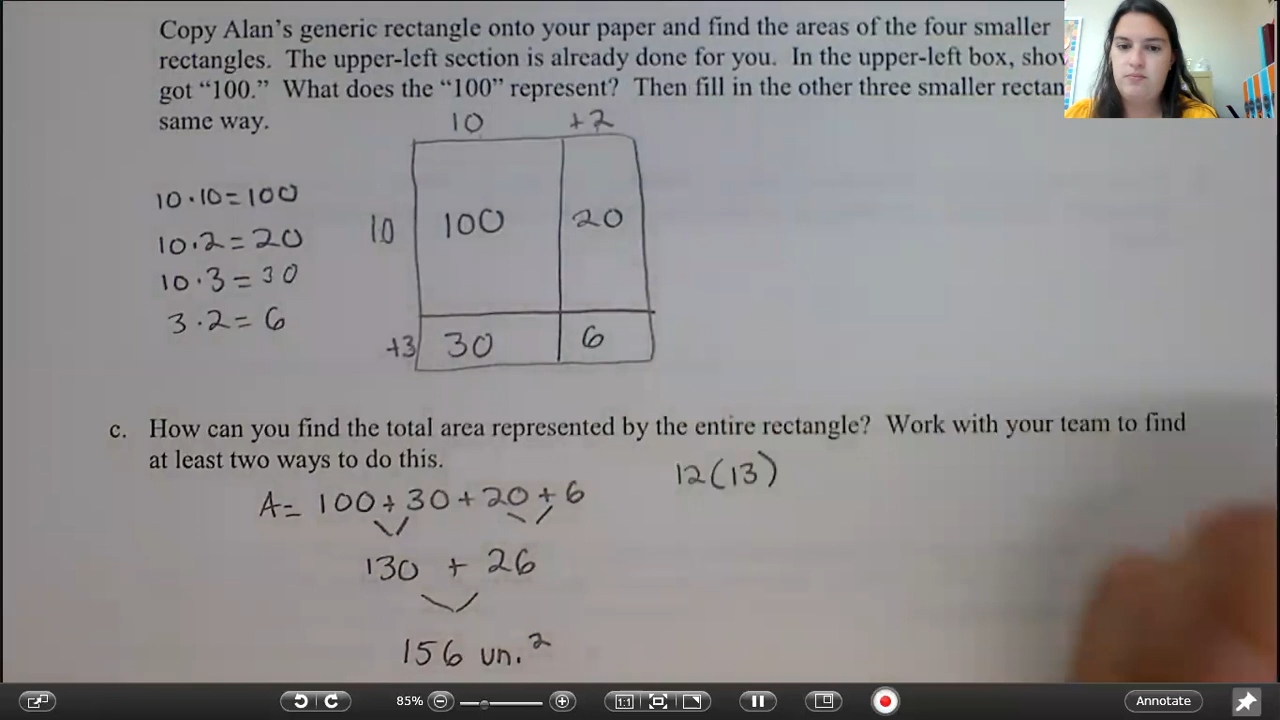 Copy Alan's generic rectangle onto your paper and find the areas of the four smaller
rectangles. The upper-left section is already done for you. In the upper-left box,
got "100." What does the "100" represent? Then fill in the other three smaller
same way.
10 +2
10·10=100
10 100 20
10·2=20
10·3=30
3·2=6
+3 30 6
c. How can you find the total area represented by the entire rectangle? Work with your team to find
at least two ways to do this.
12(13)
A= 100+30+20+6
130 + 26
156 un.²
85%
1:1
Annotate